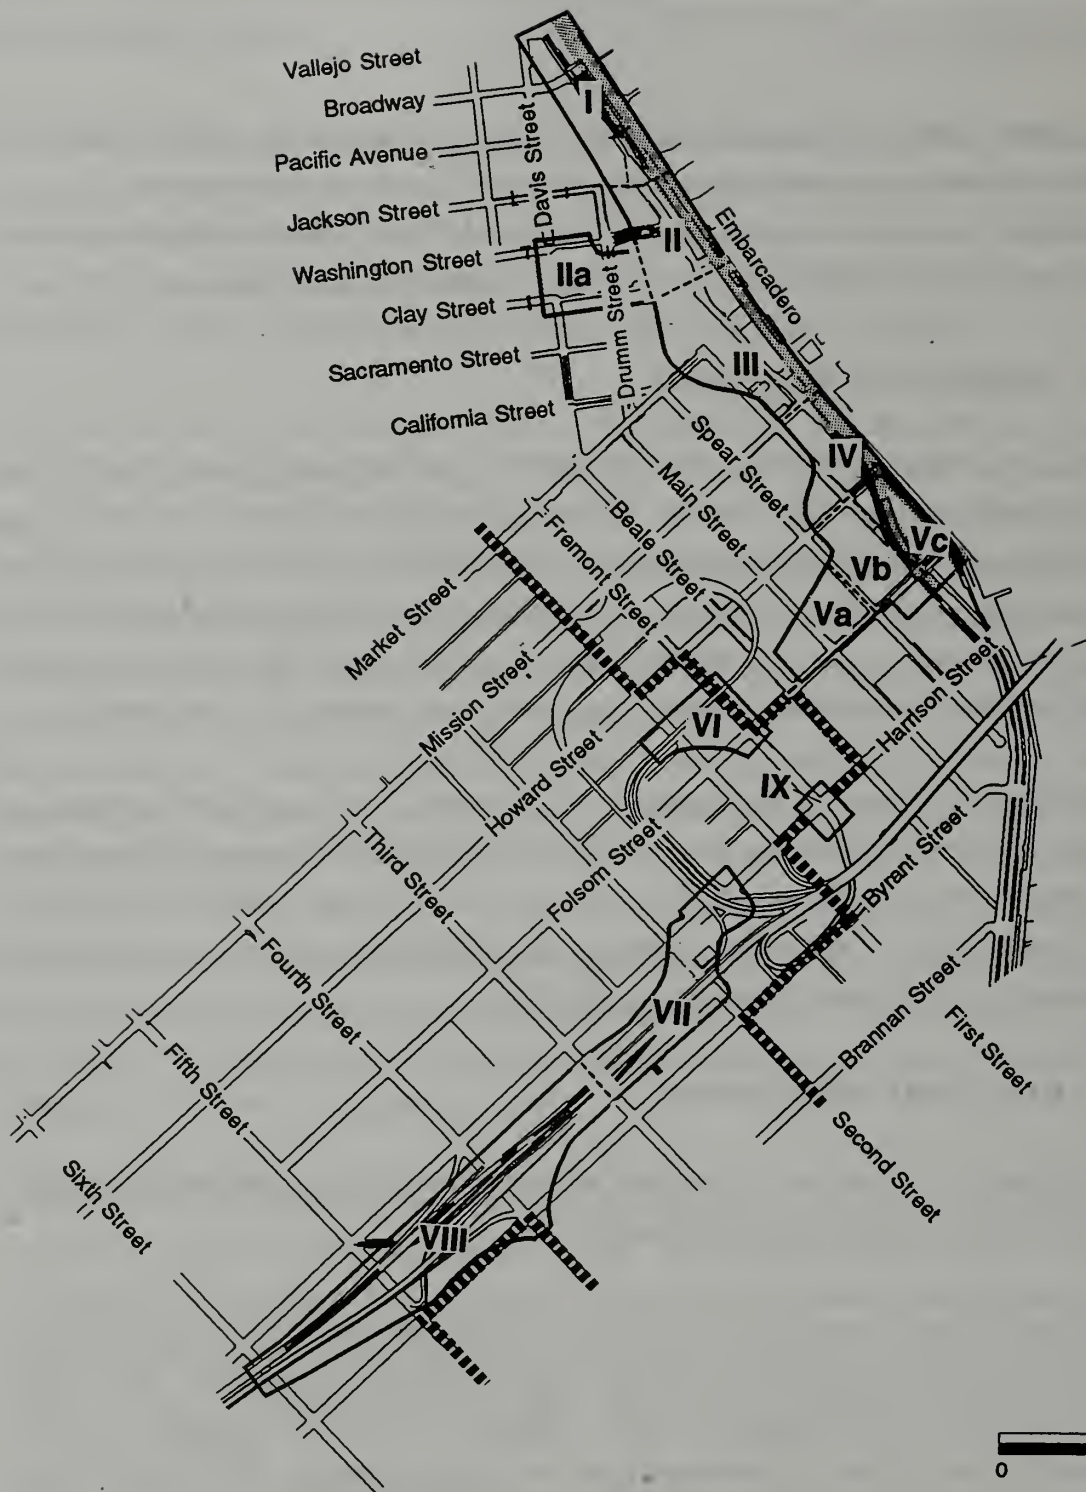 Vallejo Street
Broadway
Pacific Avenue
Jackson Street
Washington Street
Clay Street
Sacramento Street
California Street
Davis Street
Drumm Street
Embarcadero
I
II
IIa
III
IV
Vc
Vb
Va
Spear Street
Main Street
Beale Street
Fremont Street
Market Street
Mission Street
Howard Street
Folsom Street
Harrison Street
Byrant Street
Brannan Street
First Street
Second Street
Third Street
Fourth Street
Fifth Street
Sixth Street
VI
IX
VII
VIII
0